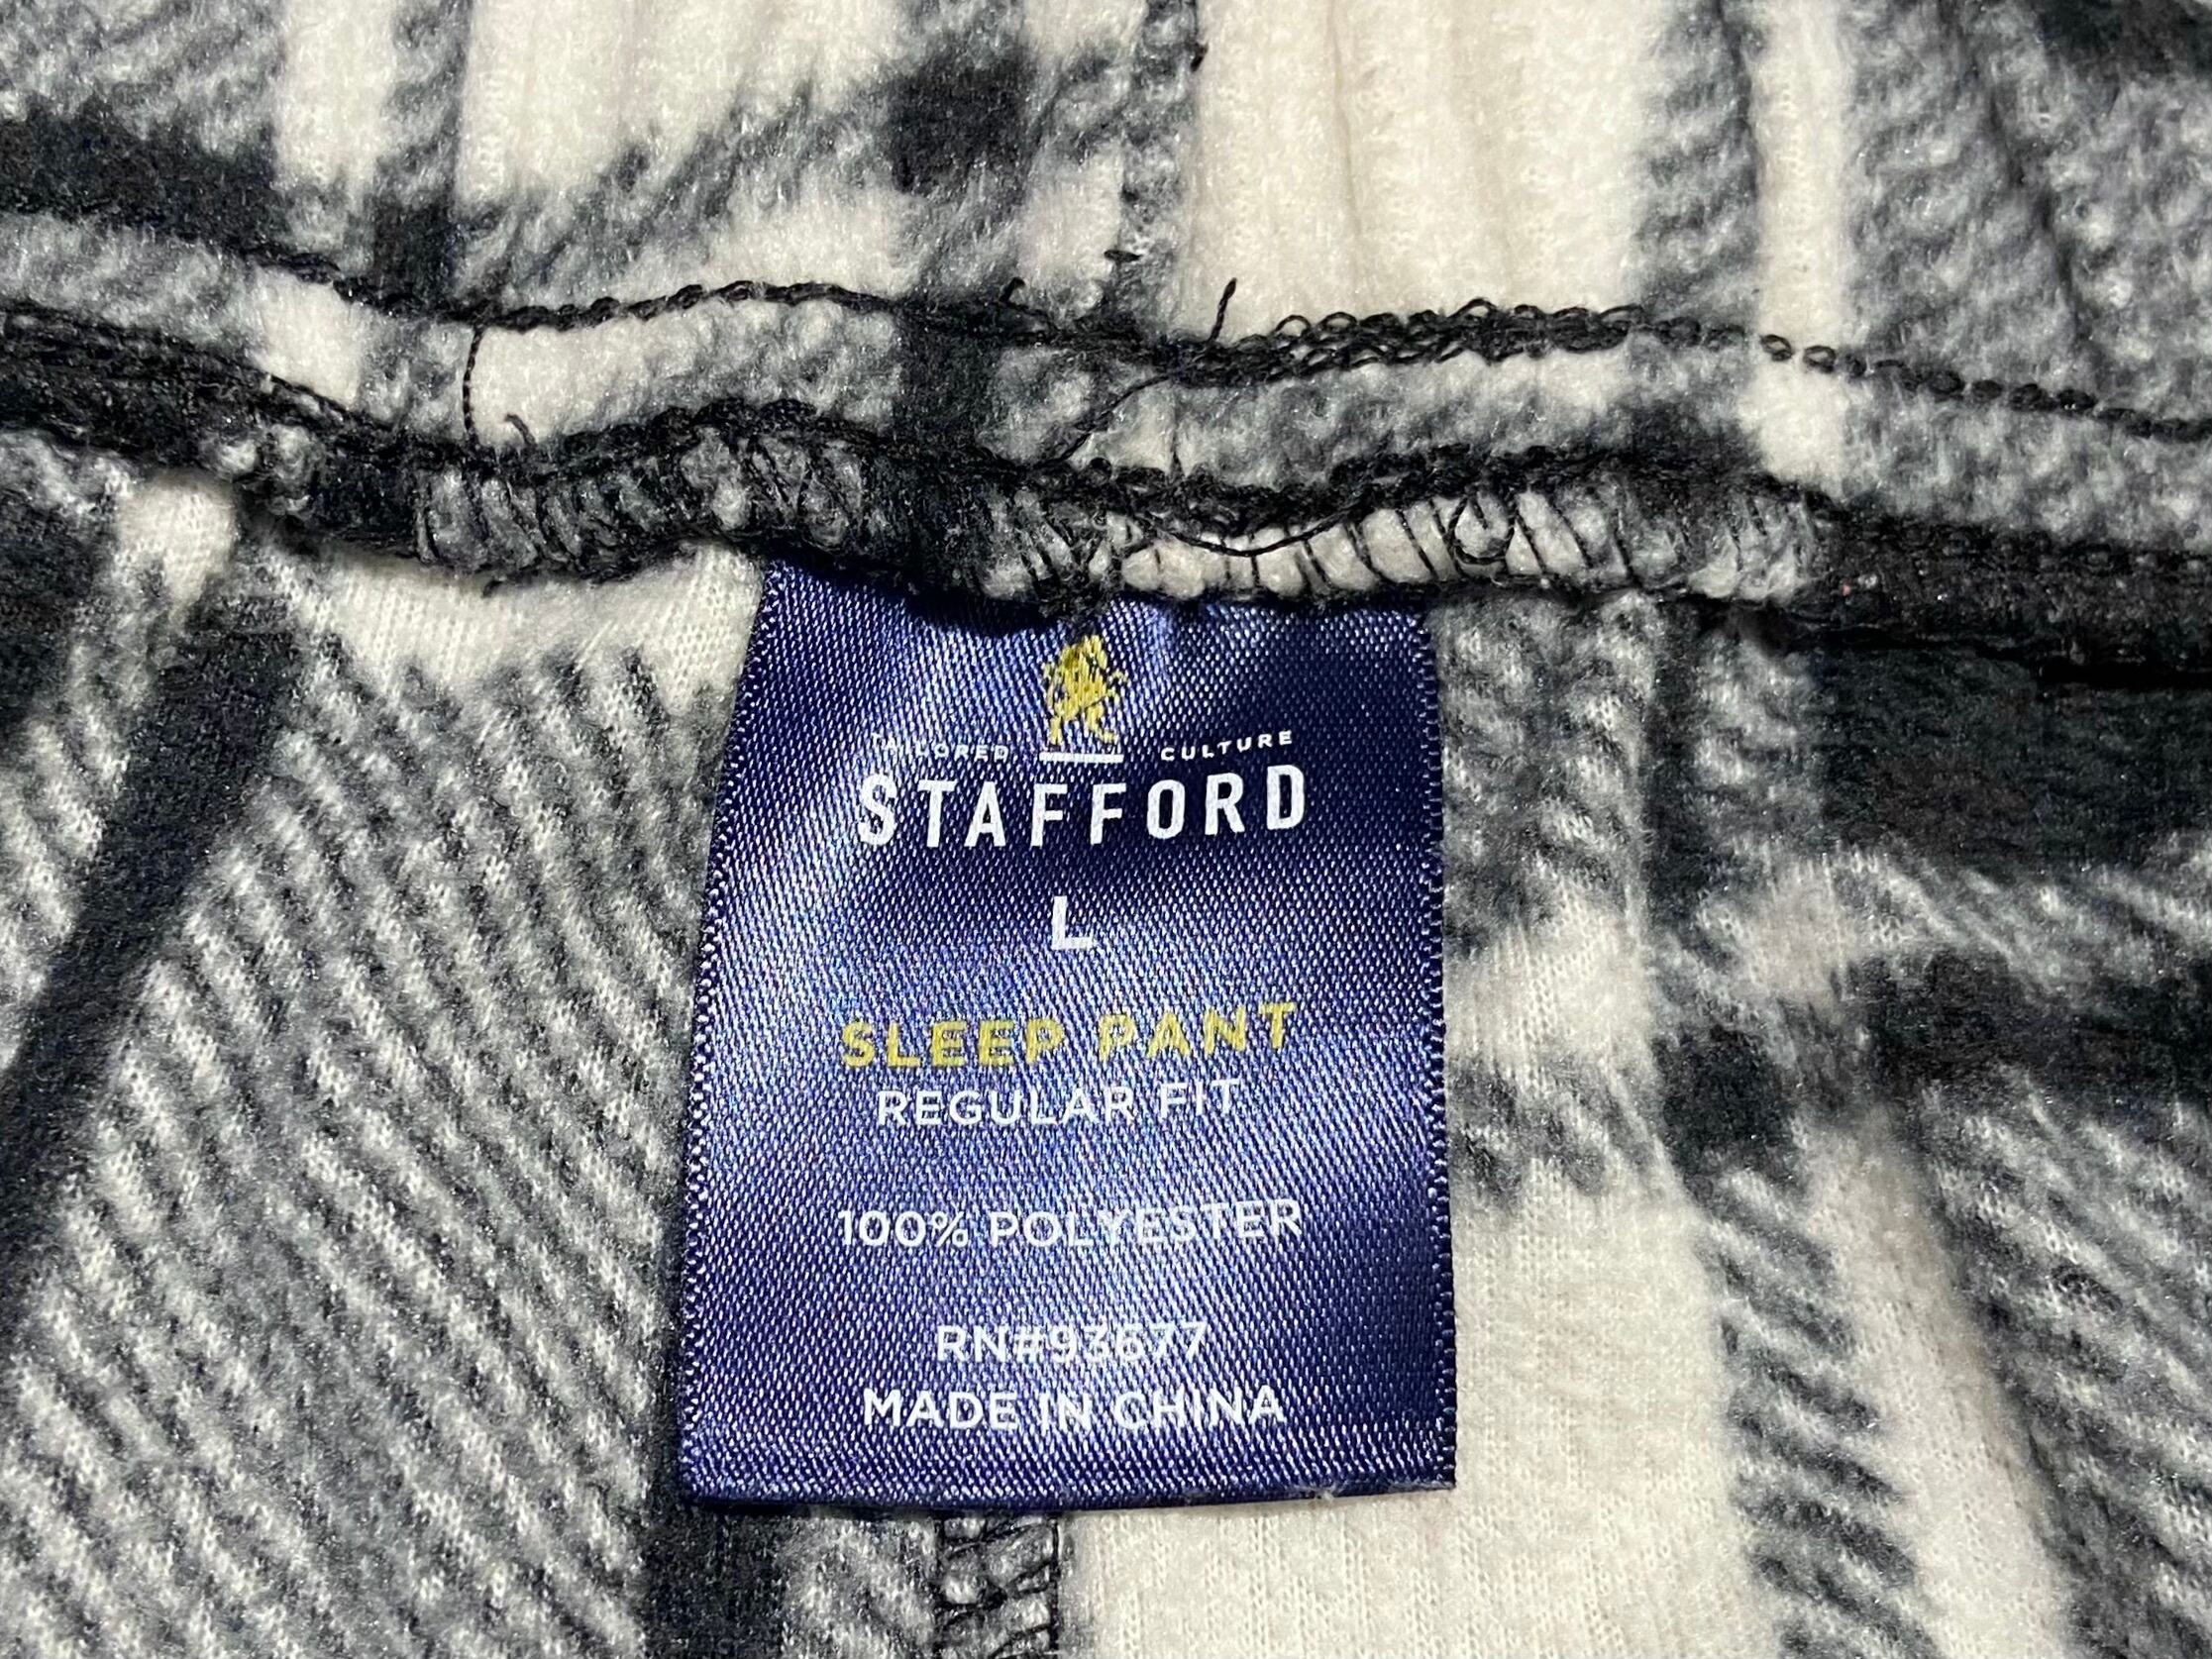 TAILORED CULTURE
STAFFORD
L
SLEEP PANT
REGULAR FIT
100% POLYESTER
RN#93677
MADE IN CHINA